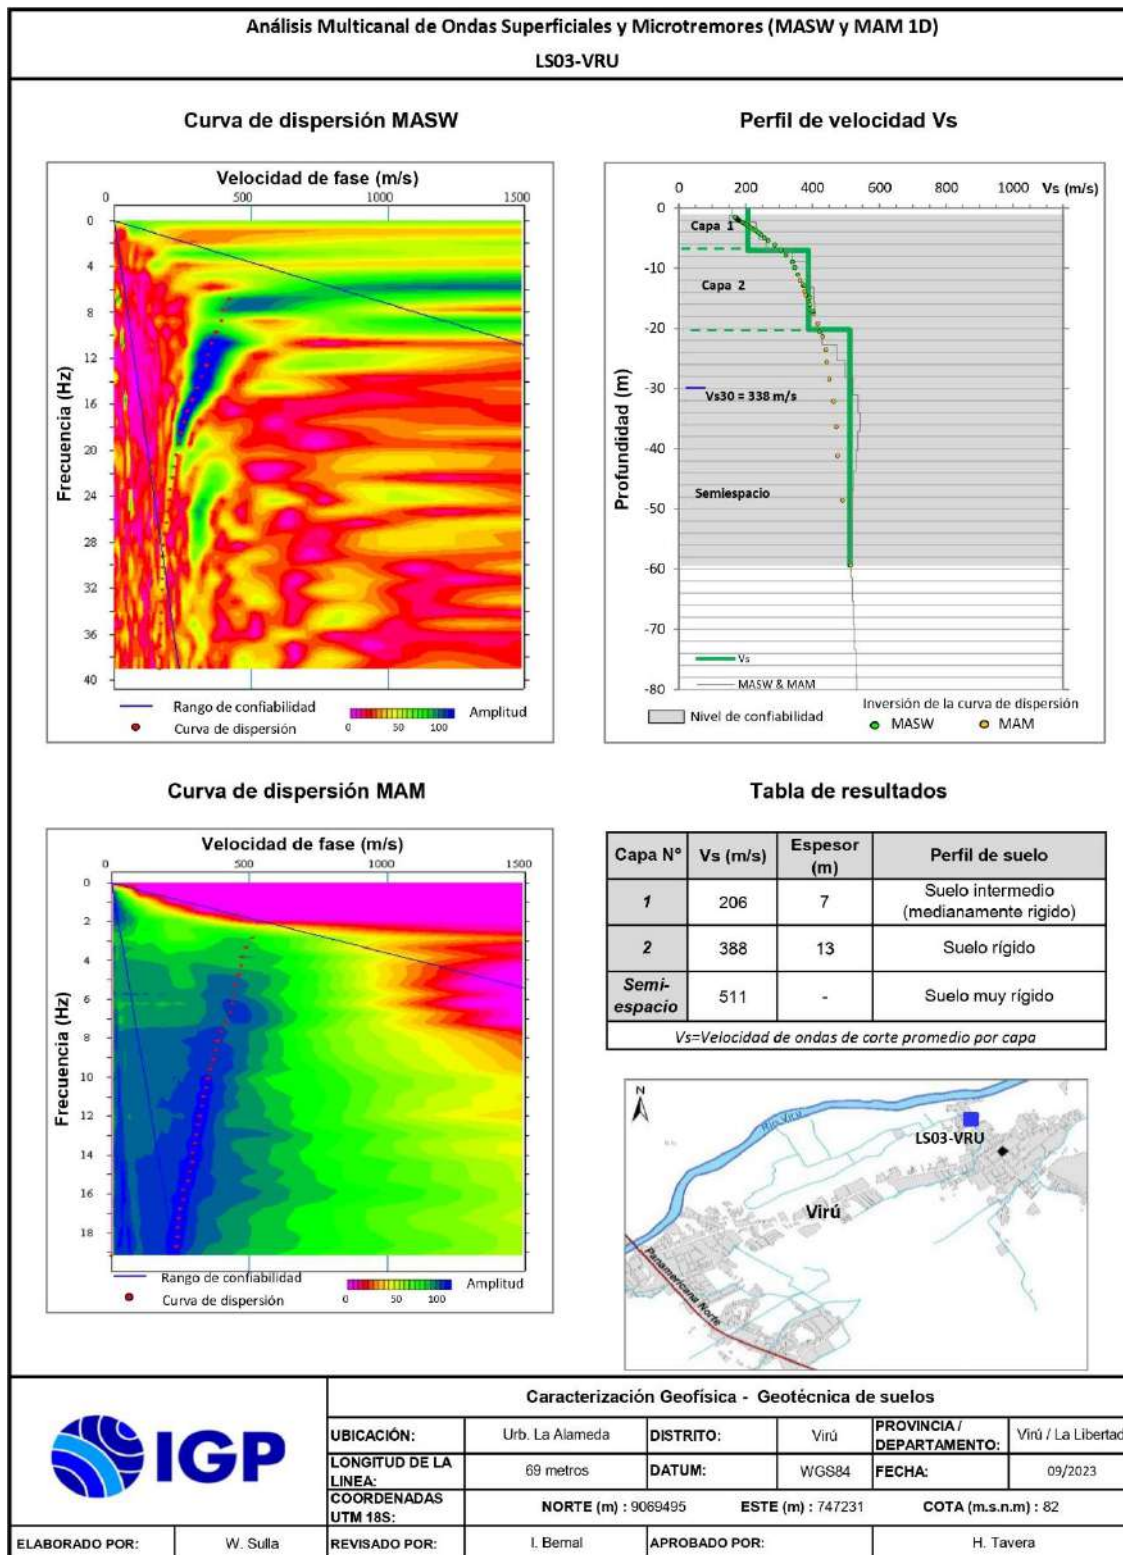 Análisis Multicanal de Ondas Superficiales y Microtremores (MASW y MAM 1D)
LS03-VRU
Curva de dispersión MASW
Velocidad de fase (m/s)
0 500 1000 1500
Frecuencia (Hz)
0
4
8
12
16
20
24
28
32
36
40
Rango de confiabilidad
Curva de dispersión
0 50 100
Amplitud
Perfil de velocidad Vs
0 200 400 600 800 1000 Vs (m/s)
Profundidad (m)
0
-10
-20
-30
-40
-50
-60
-70
-80
Capa 1
Capa 2
Vs30 = 338 m/s
Semiespacio
Vs
MASW & MAM
Nivel de confiabilidad
Inversión de la curva de dispersión
MASW MAM
Curva de dispersión MAM
Velocidad de fase (m/s)
0 500 1000 1500
Frecuencia (Hz)
0
2
4
6
8
10
12
14
16
18
Rango de confiabilidad
Curva de dispersión
0 50 100
Amplitud
Tabla de resultados
Capa Nº Vs (m/s) Espesor (m) Perfil de suelo
1 206 7 Suelo intermedio (medianamente rigido)
2 388 13 Suelo rígido
Semi-espacio 511 - Suelo muy rígido
Vs=Velocidad de ondas de corte promedio por capa
N
Río Virú
LS03-VRU
Virú
Panamericana Norte
IGP
Caracterización Geofísica - Geotécnica de suelos
UBICACIÓN: Urb. La Alameda DISTRITO: Virú PROVINCIA / DEPARTAMENTO: Virú / La Libertad
LONGITUD DE LA LINEA: 69 metros DATUM: WGS84 FECHA: 09/2023
COORDENADAS UTM 18S: NORTE (m) : 9069495 ESTE (m) : 747231 COTA (m.s.n.m) : 82
ELABORADO POR: W. Sulla REVISADO POR: I. Bernal APROBADO POR: H. Tavera